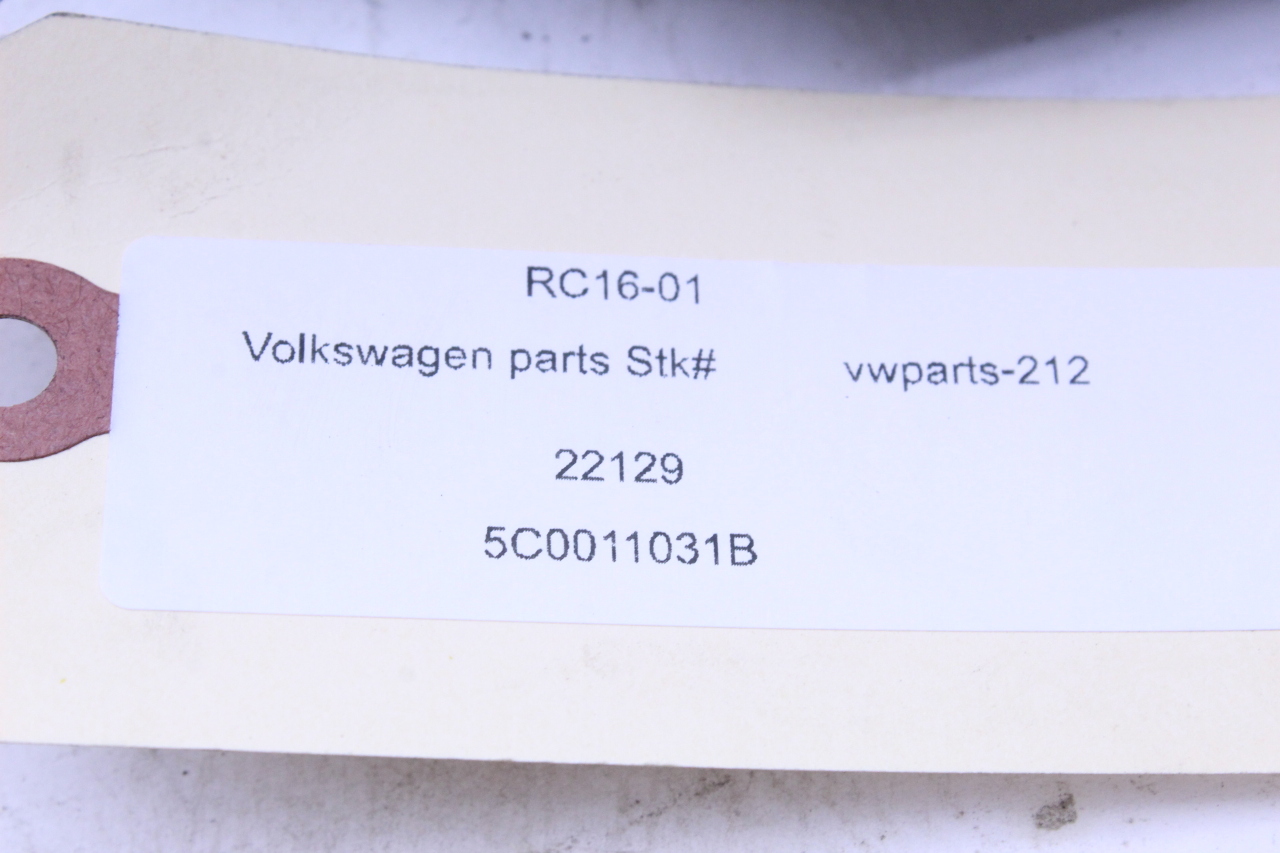 RC16-01
Volkswagen parts Stk# vwparts-212
22129
5C0011031B